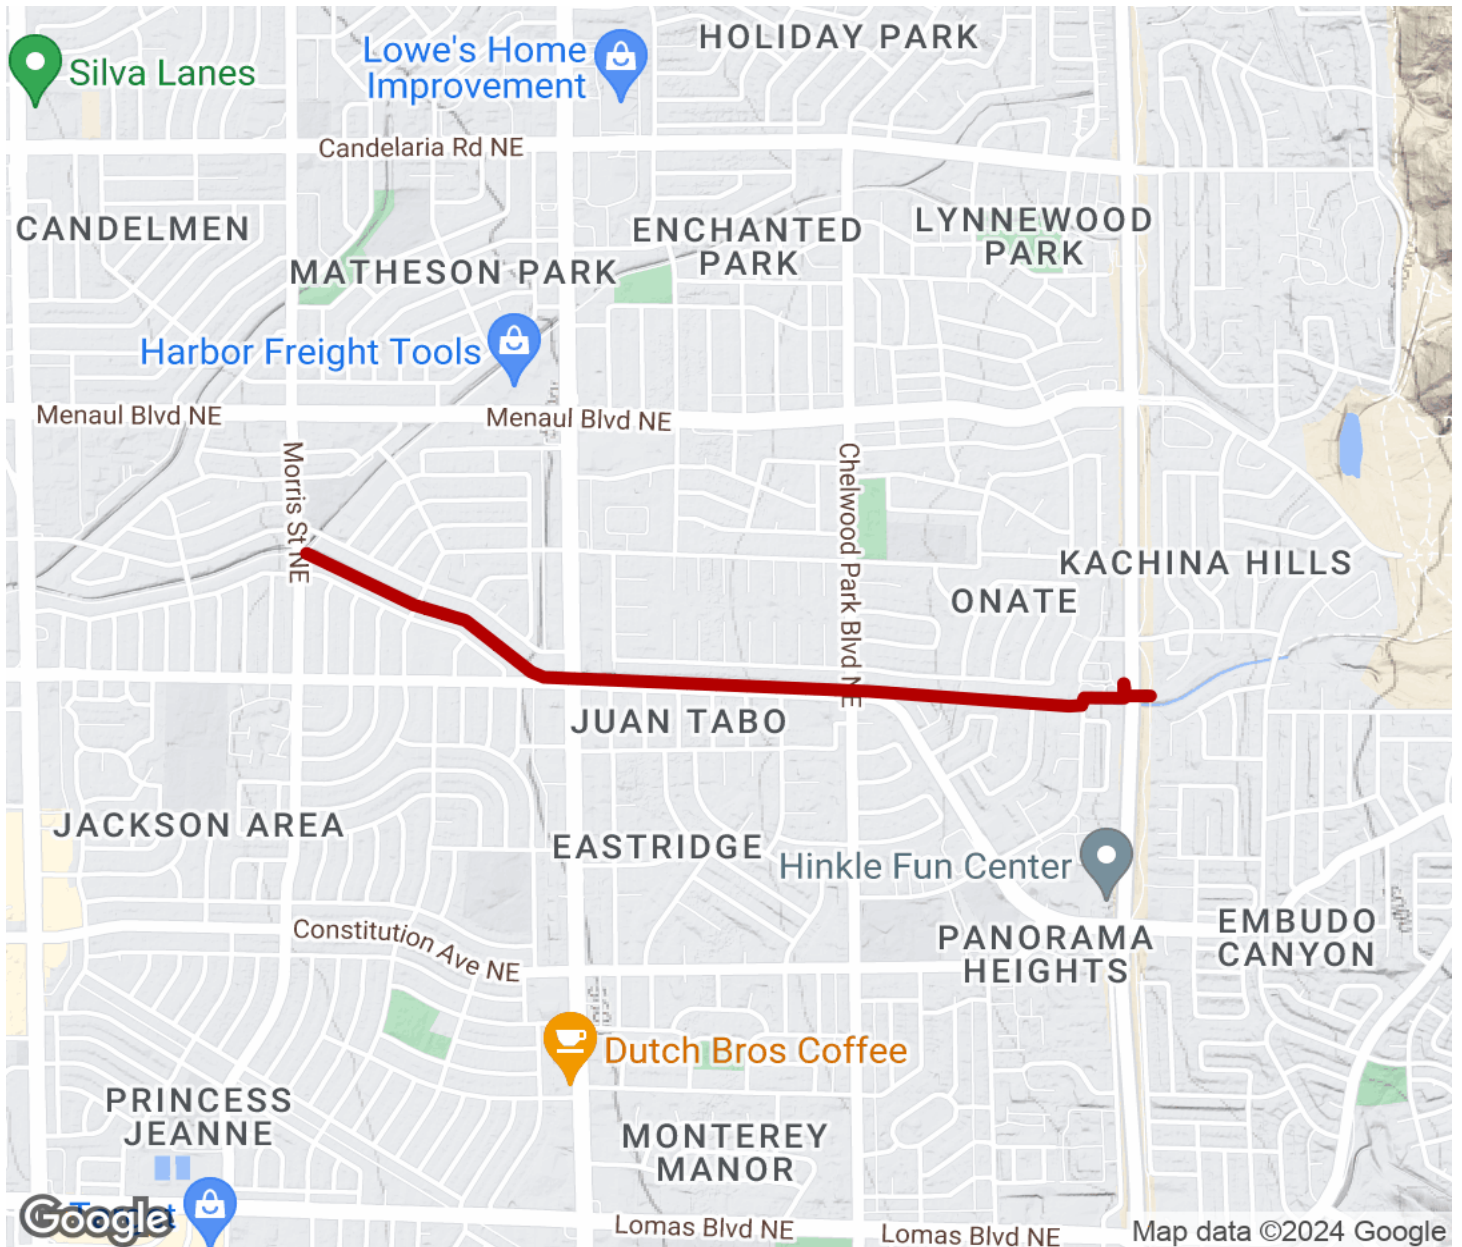 HOLIDAY PARK
Lowe's Home
Improvement
Silva Lanes
Candelaria Rd NE
CANDELMEN
ENCHANTED
PARK
LYNNEWOOD
PARK
MATHESON PARK
Harbor Freight Tools
Menaul Blvd NE
Menaul Blvd NE
Morris St NE
Chelwood Park Blvd NE
KACHINA HILLS
ONATE
JUAN TABO
JACKSON AREA
EASTRIDGE
Hinkle Fun Center
EMBUDO
CANYON
Constitution Ave NE
PANORAMA
HEIGHTS
Dutch Bros Coffee
PRINCESS
JEANNE
MONTEREY
MANOR
Target
Google
Lomas Blvd NE
Lomas Blvd NE
Map data ©2024 Google